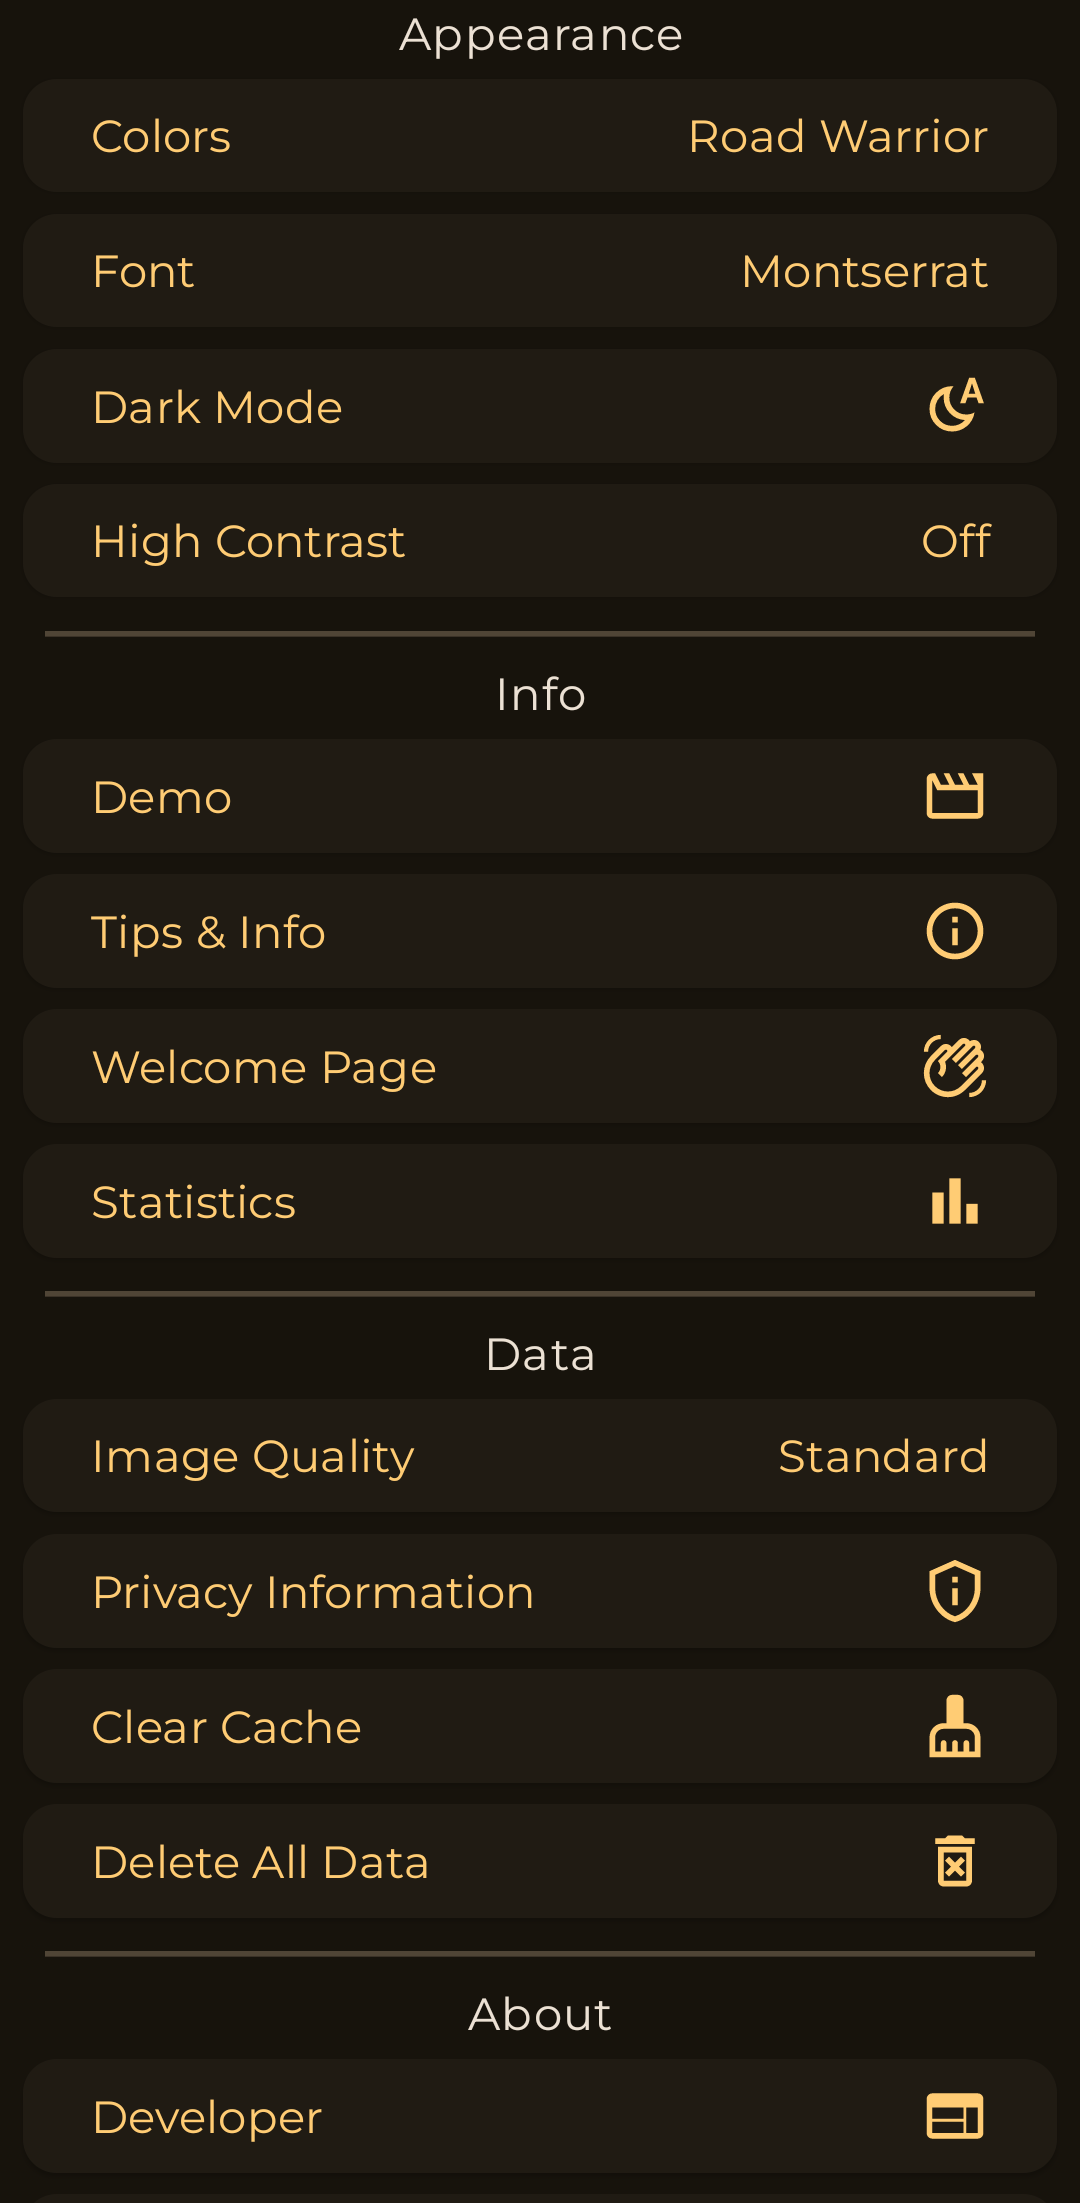 Appearance
Colors Road Warrior
Font Montserrat
Dark Mode
High Contrast Off
Info
Demo
Tips & Info
Welcome Page
Statistics
Data
Image Quality Standard
Privacy Information
Clear Cache
Delete All Data
About
Developer